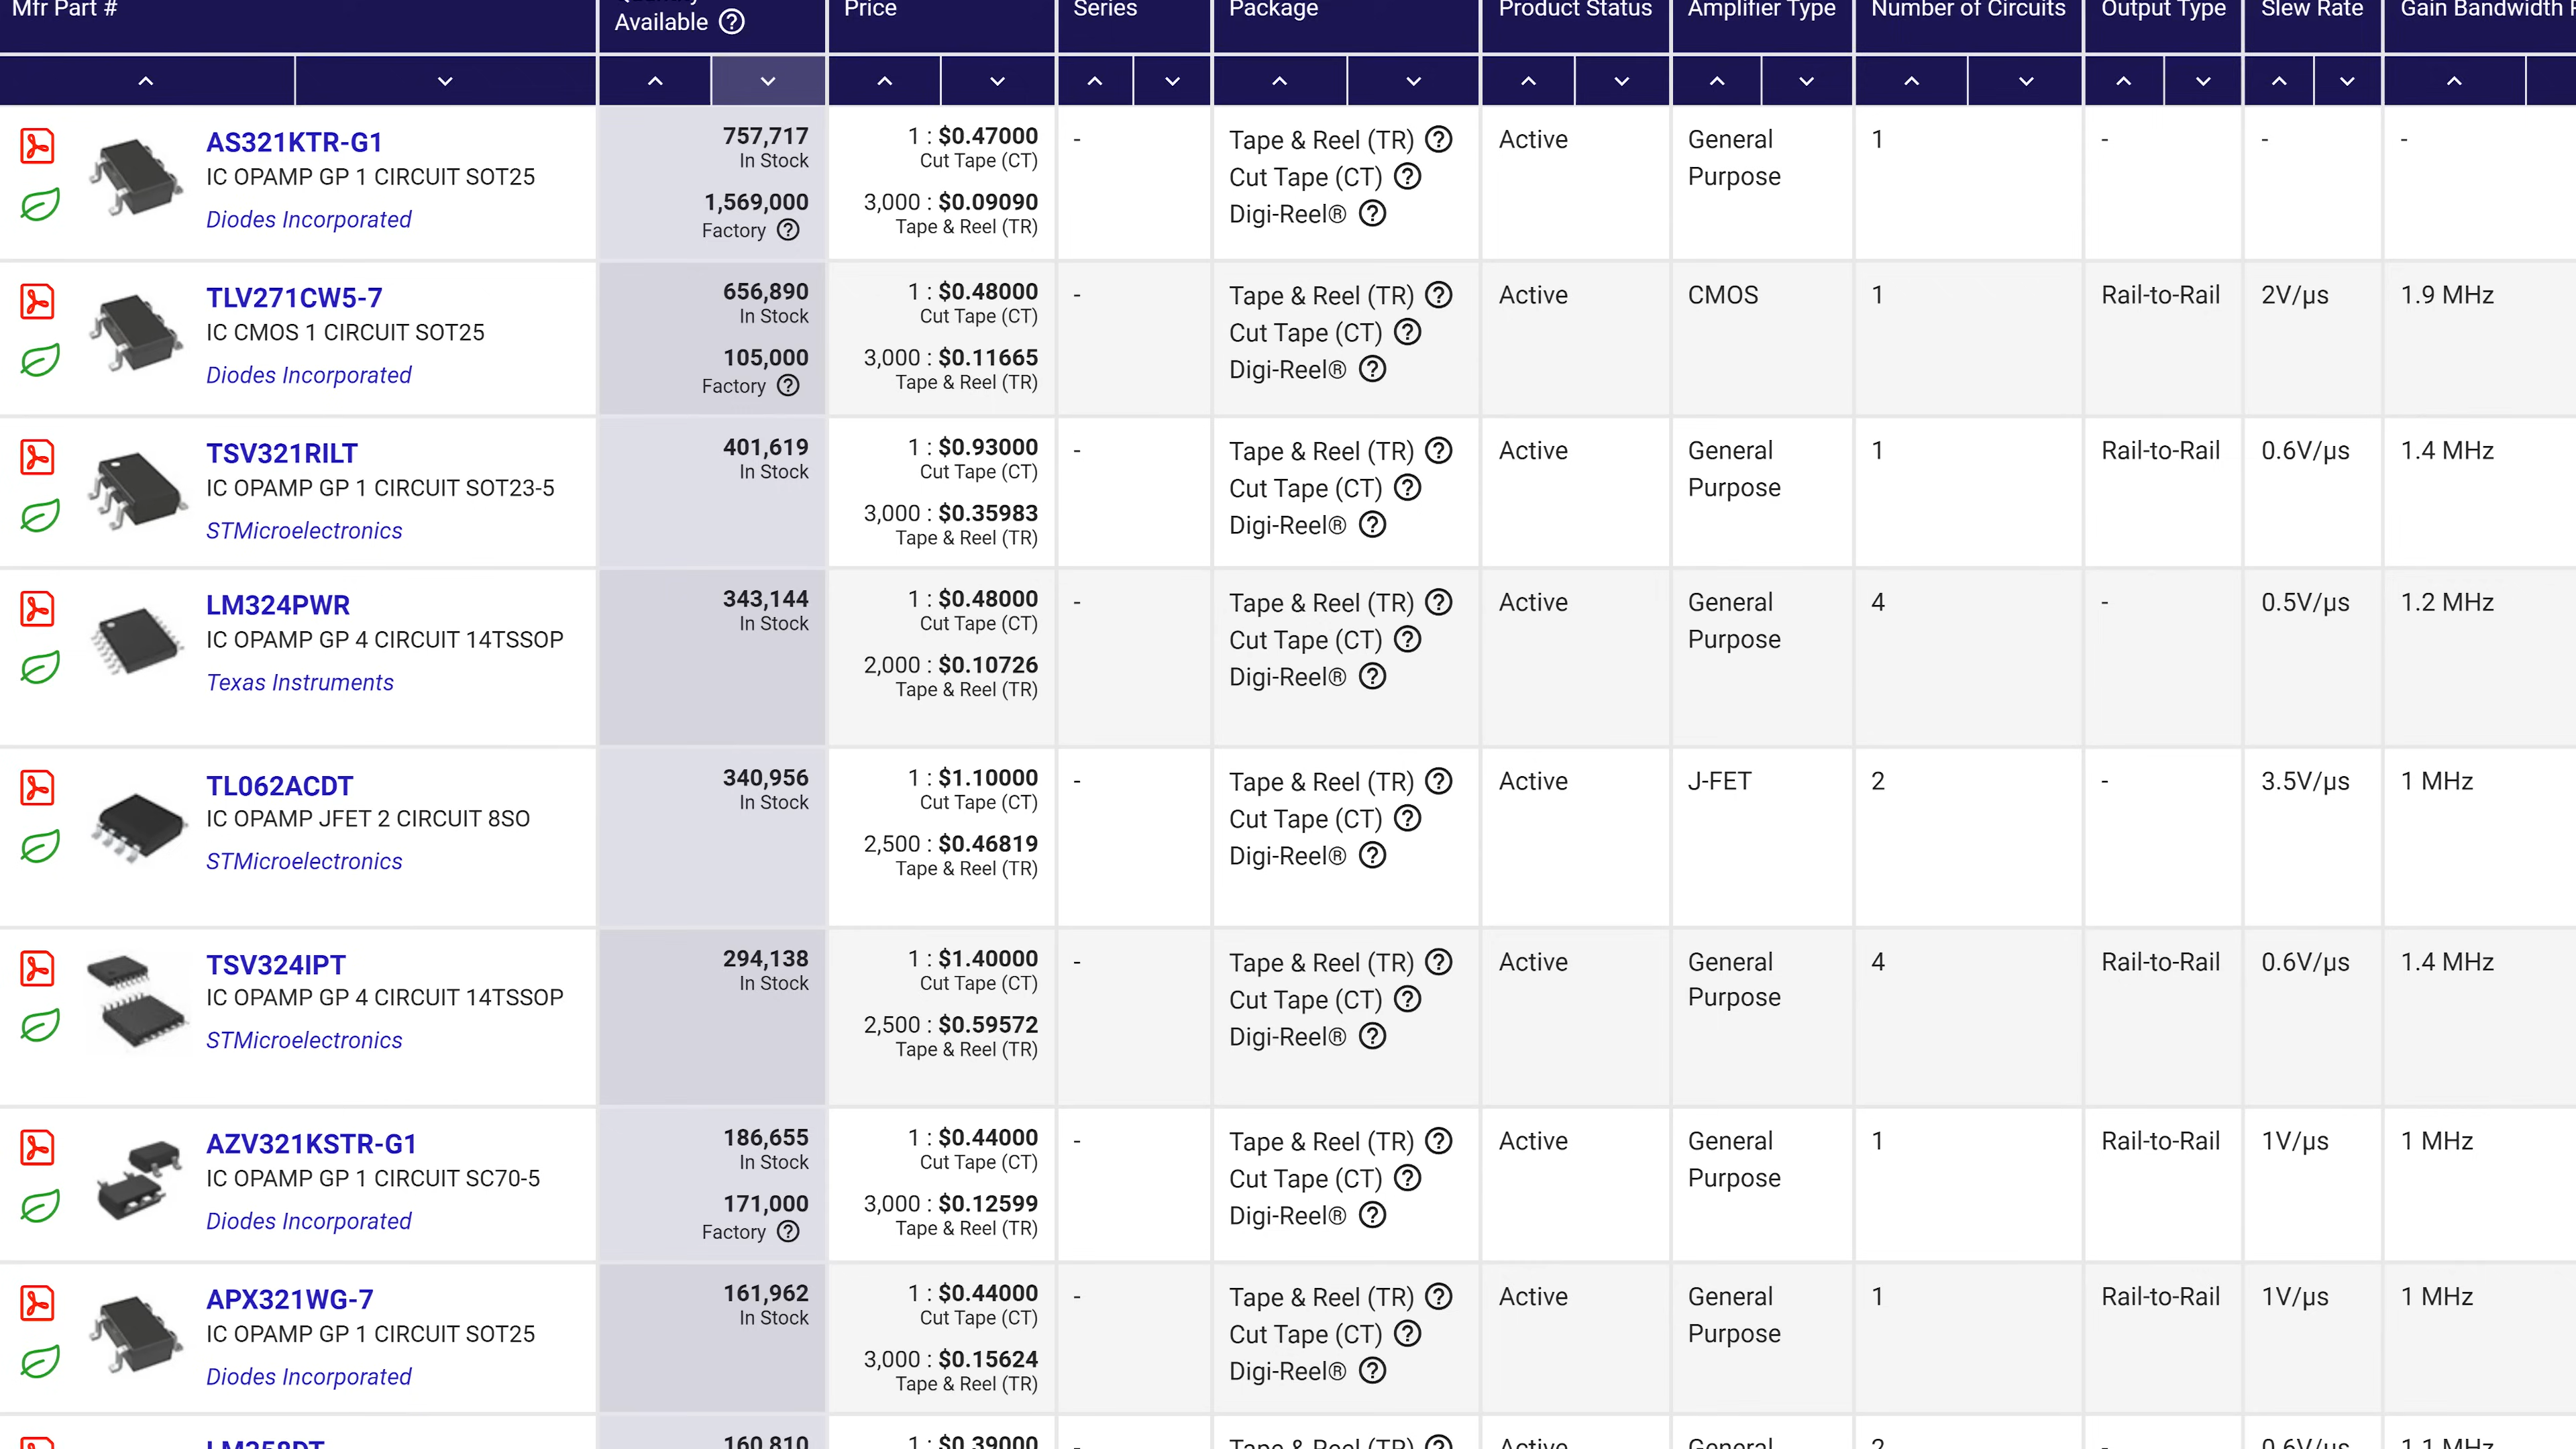 Mfr Part #
Available
Price
Series
Package
Product Status
Amplifier Type
Number of Circuits
Output Type
Slew Rate
Gain Bandwidth
AS321KTR-G1
IC OPAMP GP 1 CIRCUIT SOT25
Diodes Incorporated
757,717
In Stock
1,569,000
Factory
1 : $0.47000
Cut Tape (CT)
3,000 : $0.09090
Tape & Reel (TR)
-
Tape & Reel (TR)
Cut Tape (CT)
Digi-Reel®
Active
General
Purpose
1
-
-
-
TLV271CW5-7
IC CMOS 1 CIRCUIT SOT25
Diodes Incorporated
656,890
In Stock
105,000
Factory
1 : $0.48000
Cut Tape (CT)
3,000 : $0.11665
Tape & Reel (TR)
-
Tape & Reel (TR)
Cut Tape (CT)
Digi-Reel®
Active
CMOS
1
Rail-to-Rail
2V/µs
1.9 MHz
TSV321RILT
IC OPAMP GP 1 CIRCUIT SOT23-5
STMicroelectronics
401,619
In Stock
1 : $0.93000
Cut Tape (CT)
3,000 : $0.35983
Tape & Reel (TR)
-
Tape & Reel (TR)
Cut Tape (CT)
Digi-Reel®
Active
General
Purpose
1
Rail-to-Rail
0.6V/µs
1.4 MHz
LM324PWR
IC OPAMP GP 4 CIRCUIT 14TSSOP
Texas Instruments
343,144
In Stock
1 : $0.48000
Cut Tape (CT)
2,000 : $0.10726
Tape & Reel (TR)
-
Tape & Reel (TR)
Cut Tape (CT)
Digi-Reel®
Active
General
Purpose
4
-
0.5V/µs
1.2 MHz
TL062ACDT
IC OPAMP JFET 2 CIRCUIT 8SO
STMicroelectronics
340,956
In Stock
1 : $1.10000
Cut Tape (CT)
2,500 : $0.46819
Tape & Reel (TR)
-
Tape & Reel (TR)
Cut Tape (CT)
Digi-Reel®
Active
J-FET
2
-
3.5V/µs
1 MHz
TSV324IPT
IC OPAMP GP 4 CIRCUIT 14TSSOP
STMicroelectronics
294,138
In Stock
1 : $1.40000
Cut Tape (CT)
2,500 : $0.59572
Tape & Reel (TR)
-
Tape & Reel (TR)
Cut Tape (CT)
Digi-Reel®
Active
General
Purpose
4
Rail-to-Rail
0.6V/µs
1.4 MHz
AZV321KSTR-G1
IC OPAMP GP 1 CIRCUIT SC70-5
Diodes Incorporated
186,655
In Stock
171,000
Factory
1 : $0.44000
Cut Tape (CT)
3,000 : $0.12599
Tape & Reel (TR)
-
Tape & Reel (TR)
Cut Tape (CT)
Digi-Reel®
Active
General
Purpose
1
Rail-to-Rail
1V/µs
1 MHz
APX321WG-7
IC OPAMP GP 1 CIRCUIT SOT25
Diodes Incorporated
161,962
In Stock
1 : $0.44000
Cut Tape (CT)
3,000 : $0.15624
Tape & Reel (TR)
-
Tape & Reel (TR)
Cut Tape (CT)
Digi-Reel®
Active
General
Purpose
1
Rail-to-Rail
1V/µs
1 MHz
LM358DT
160,810
1 : $0.39000
-
Tape & Reel (TR)
Active
General
2
-
0.6V/µs
1.1 MHz